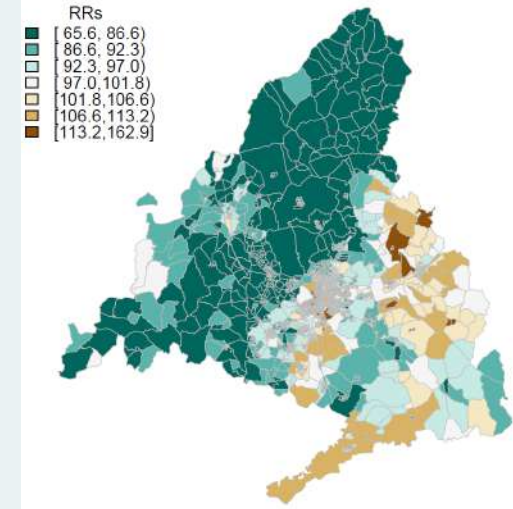 RRs
[ 65.6, 86.6)
[ 86.6, 92.3)
[ 92.3, 97.0)
[ 97.0,101.8)
[101.8,106.6)
[106.6,113.2)
[113.2,162.9]